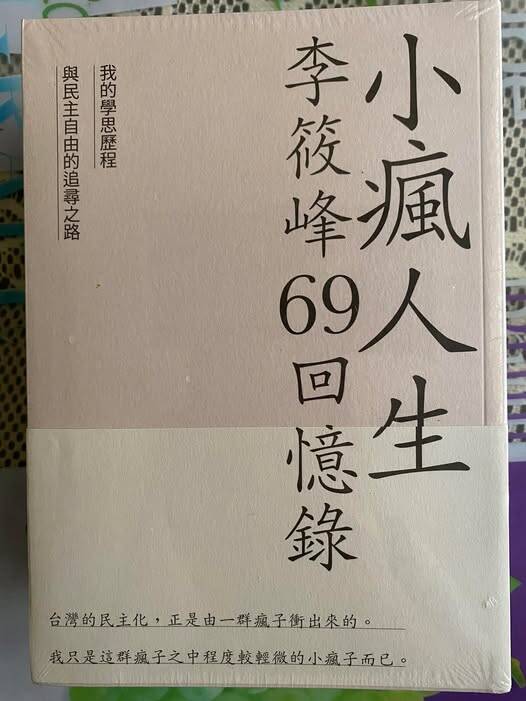 小瘋人生
李筱峰69回憶錄
我的學思歷程
與民主自由的追尋之路
台灣的民主化，正是由一群瘋子衝出來的。
我只是這群瘋子之中程度較輕微的小瘋子而已。